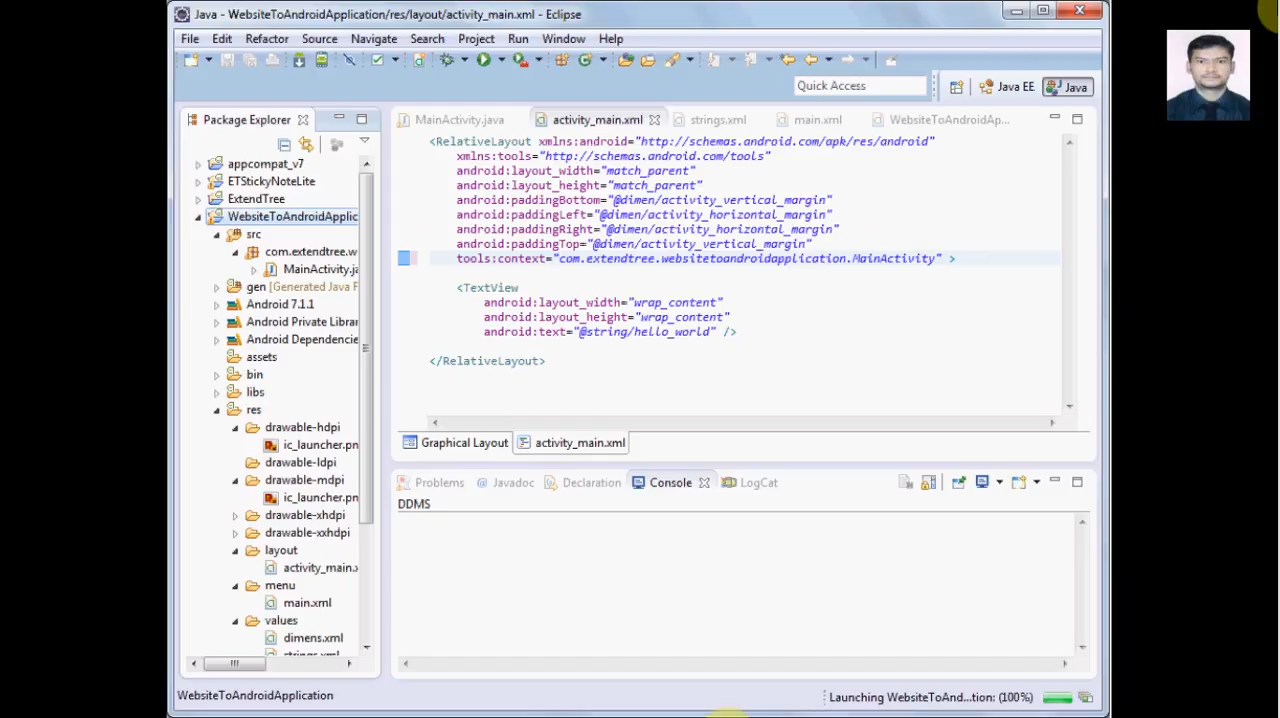 Java - WebsiteToAndroidApplication/res/layout/activity_main.xml - Eclipse
File Edit Refactor Source Navigate Search Project Run Window Help
Quick Access
Java EE
Java
Package Explorer
appcompat_v7
ETStickyNoteLite
ExtendTree
WebsiteToAndroidApplic
src
com.extendtree.w
MainActivity.ja
gen [Generated Java F
Android 7.1.1
Android Private Librar
Android Dependencie
assets
bin
libs
res
drawable-hdpi
ic_launcher.pn
drawable-ldpi
drawable-mdpi
ic_launcher.pn
drawable-xhdpi
drawable-xxhdpi
layout
activity_main.x
menu
main.xml
values
dimens.xml
strings.xml
MainActivity.java activity_main.xml strings.xml main.xml WebsiteToAndroidAp...
<RelativeLayout xmlns:android="http://schemas.android.com/apk/res/android"
xmlns:tools="http://schemas.android.com/tools"
android:layout_width="match_parent"
android:layout_height="match_parent"
android:paddingBottom="@dimen/activity_vertical_margin"
android:paddingLeft="@dimen/activity_horizontal_margin"
android:paddingRight="@dimen/activity_horizontal_margin"
android:paddingTop="@dimen/activity_vertical_margin"
tools:context="com.extendtree.websitetoandroidapplication.MainActivity" >
<TextView
android:layout_width="wrap_content"
android:layout_height="wrap_content"
android:text="@string/hello_world" />
</RelativeLayout>
Graphical Layout activity_main.xml
Problems Javadoc Declaration Console LogCat
DDMS
WebsiteToAndroidApplication
Launching WebsiteToAnd...tion: (100%)